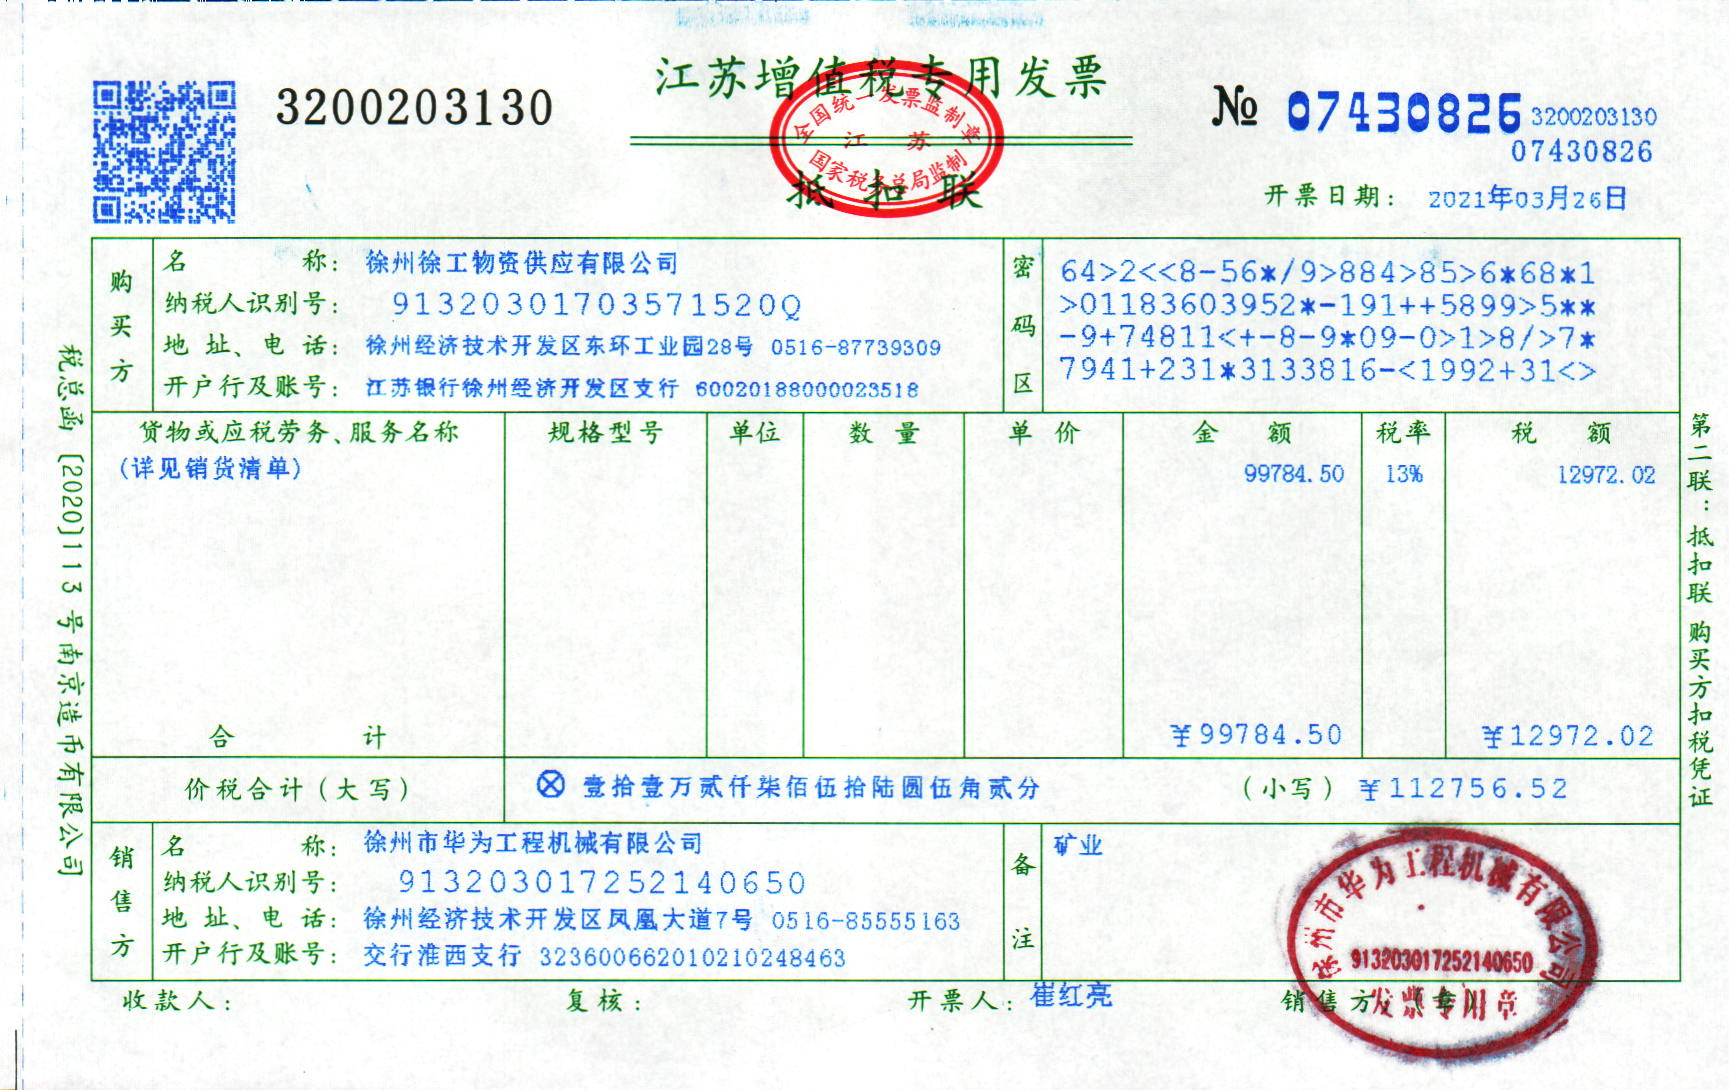 江苏增值税专用发票
3200203130
全国统一发票监制章
江 苏
国家税务总局监制
抵扣联
№ 07430826 3200203130
07430826
开票日期: 2021年03月26日
购买方
名 称: 徐州徐工物资供应有限公司
纳税人识别号: 91320301703571520Q
地 址、电 话: 徐州经济技术开发区东环工业园28号 0516-87739309
开户行及账号: 江苏银行徐州经济开发区支行 60020188000023518
密码区
64>2<<8-56*/9>884>85>6*68*1
>01183603952*-191++5899>5**
-9+74811<+-8-9*09-0>1>8/>7*
7941+231*3133816-<1992+31<>
货物或应税劳务、服务名称 规格型号 单位 数 量 单 价 金 额 税率 税 额
(详见销货清单) 99784.50 13% 12972.02
合 计 ¥99784.50 ¥12972.02
价税合计(大写) ⊗ 壹拾壹万贰仟柒佰伍拾陆圆伍角贰分 (小写) ¥112756.52
销售方
名 称: 徐州市华为工程机械有限公司
纳税人识别号: 913203017252140650
地 址、电 话: 徐州经济技术开发区凤凰大道7号 0516-85555163
开户行及账号: 交行淮西支行 323600662010210248463
备注
矿业
徐州市华为工程机械有限公司
913203017252140650
发票专用章
收款人: 复核: 开票人: 崔红亮 销售方:(章)
税总函〔2020〕113号南京造币有限公司
第二联:抵扣联 购买方扣税凭证